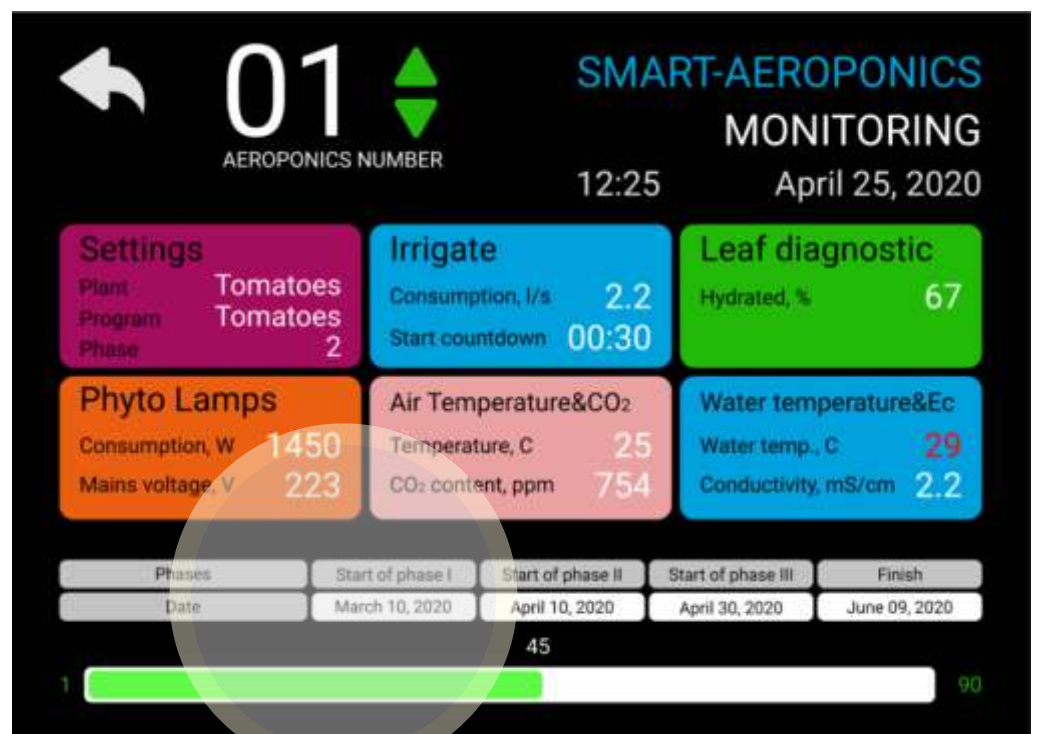 01
AEROPONICS NUMBER
SMART-AEROPONICS
MONITORING
12:25 April 25, 2020
Settings
Plant Tomatoes
Program Tomatoes
Phase 2
Irrigate
Consumption, l/s 2.2
Start countdown 00:30
Leaf diagnostic
Hydrated, % 67
Phyto Lamps
Consumption, W 1450
Mains voltage, V 223
Air Temperature&CO₂
Temperature, C 25
CO₂ content, ppm 754
Water temperature&Ec
Water temp., C 29
Conductivity, mS/cm 2.2
Phases Start of phase I Start of phase II Start of phase III Finish
Date March 10, 2020 April 10, 2020 April 30, 2020 June 09, 2020
45
1 90